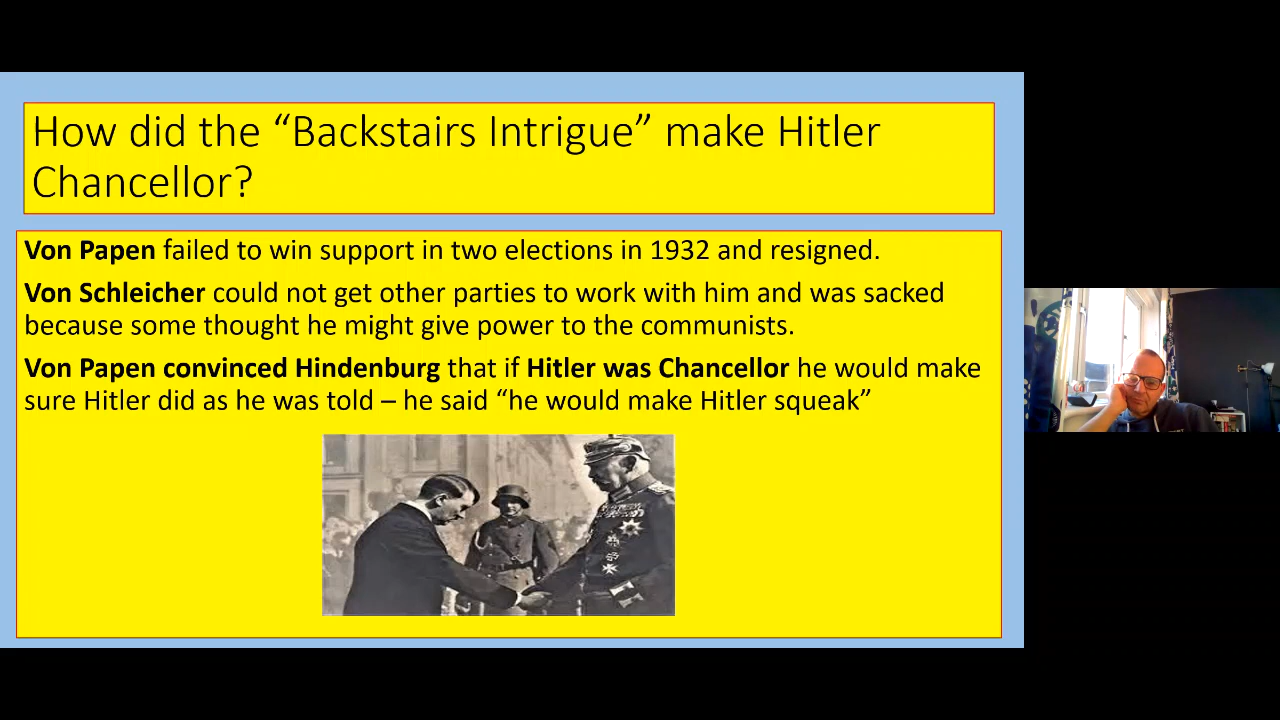 How did the “Backstairs Intrigue” make Hitler
Chancellor?
Von Papen failed to win support in two elections in 1932 and resigned.
Von Schleicher could not get other parties to work with him and was sacked
because some thought he might give power to the communists.
Von Papen convinced Hindenburg that if Hitler was Chancellor he would make
sure Hitler did as he was told – he said “he would make Hitler squeak”